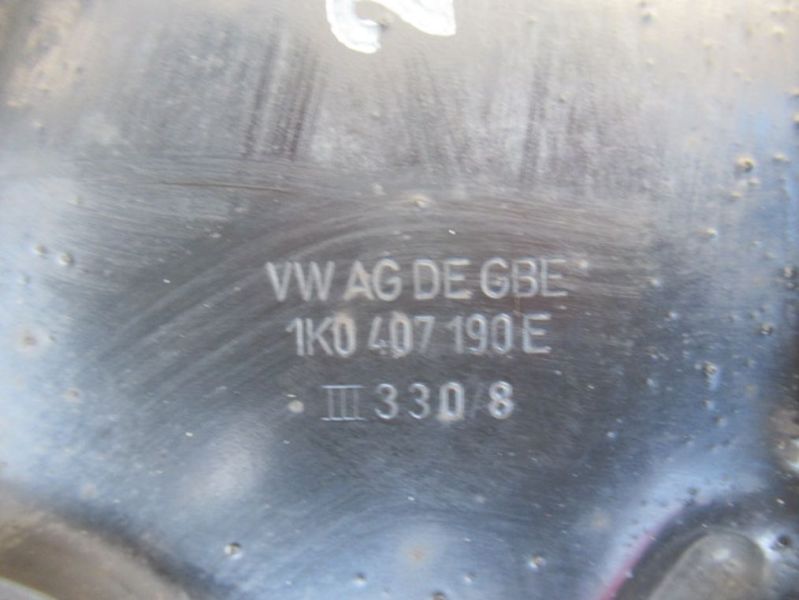 VW AG DE GBE
1K0 407 190 E
III 330/8